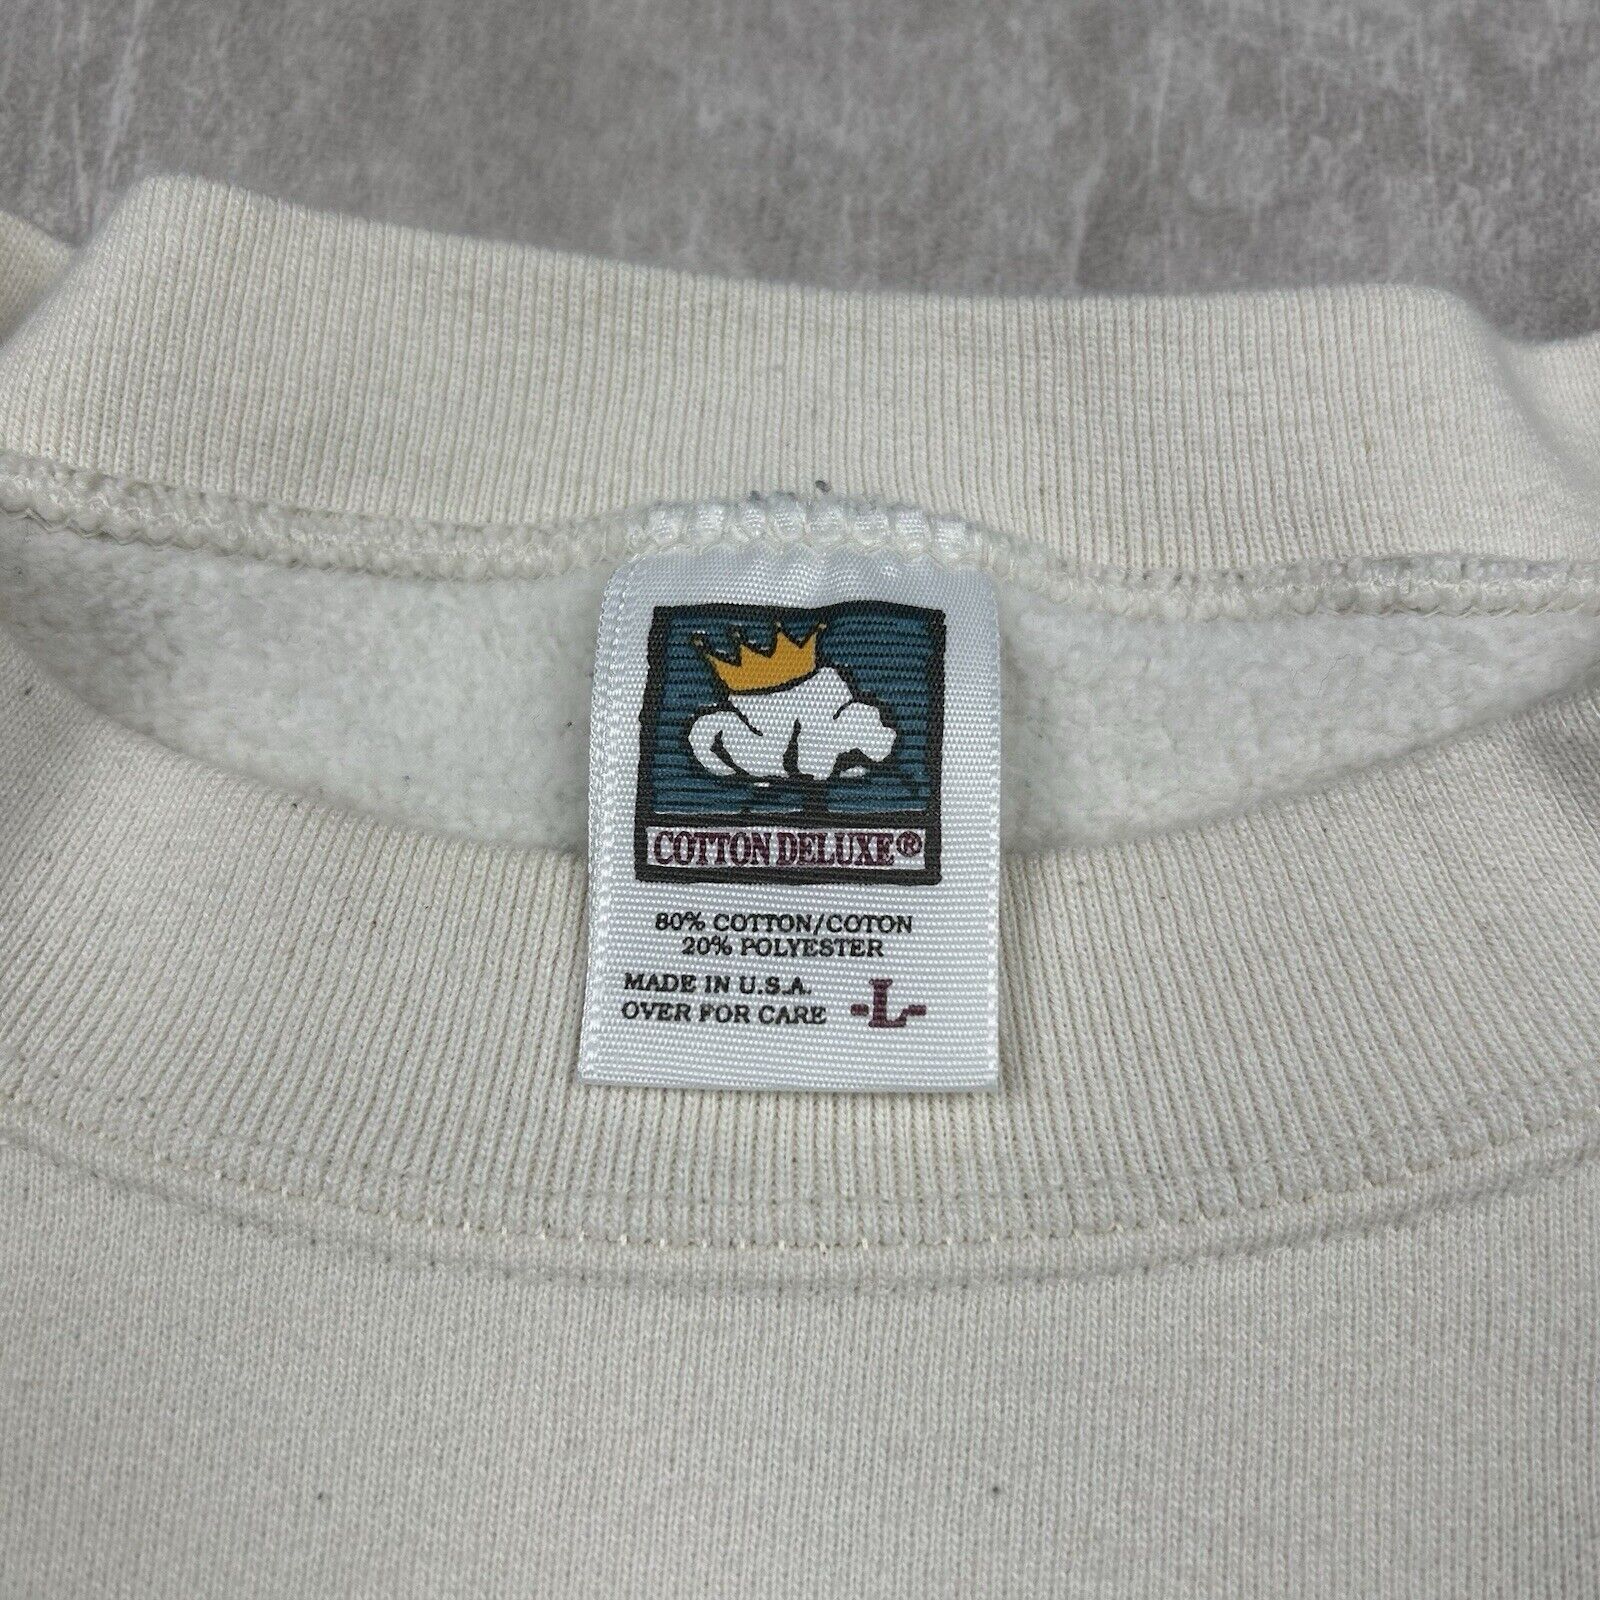 COTTON DELUXE®
80% COTTON/COTON
20% POLYESTER
MADE IN U.S.A.
OVER FOR CARE -L-